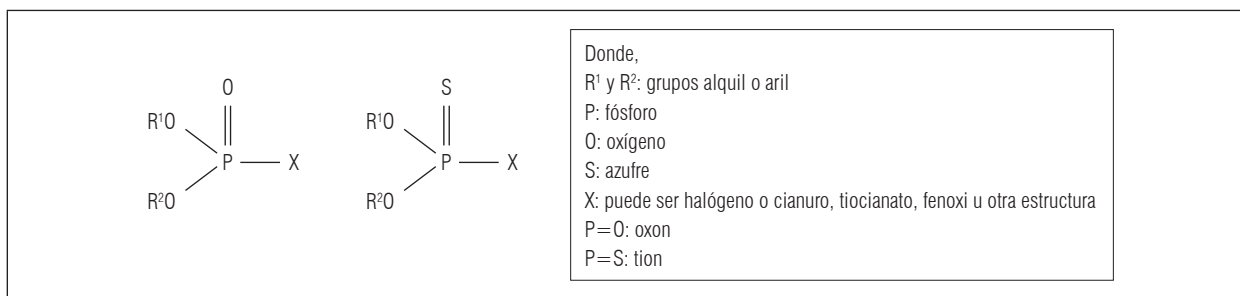 O
R¹O
P
X
R²O
S
R¹O
P
X
R²O
Donde,
R¹ y R²: grupos alquil o aril
P: fósforo
O: oxígeno
S: azufre
X: puede ser halógeno o cianuro, tiocianato, fenoxi u otra estructura
P=O: oxon
P=S: tion